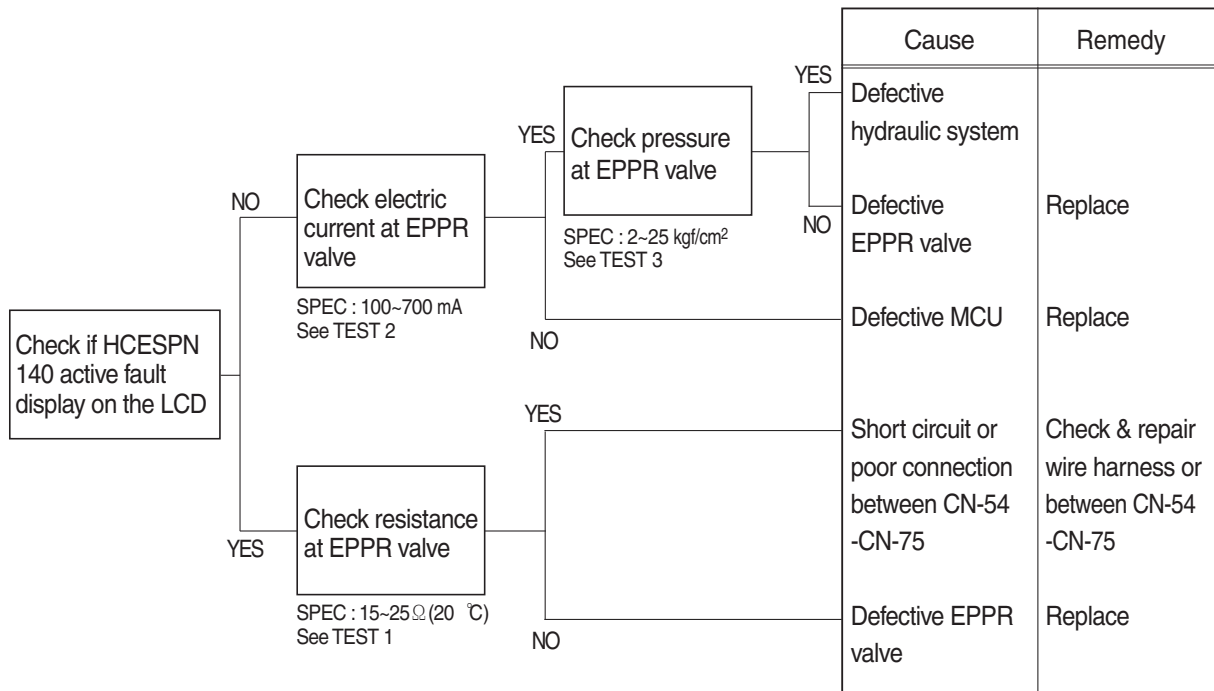 Check if HCESPN
140 active fault
display on the LCD
NO
YES
Check electric
current at EPPR
valve
SPEC : 100~700 mA
See TEST 2
YES
NO
Check pressure
at EPPR valve
SPEC : 2~25 kgf/cm²
See TEST 3
YES
NO
Check resistance
at EPPR valve
SPEC : 15~25Ω (20 ℃)
See TEST 1
YES
NO
Cause
Remedy
Defective
hydraulic system
Defective
EPPR valve
Replace
Defective MCU
Replace
Short circuit or
poor connection
between CN-54
-CN-75
Check & repair
wire harness or
between CN-54
-CN-75
Defective EPPR
valve
Replace